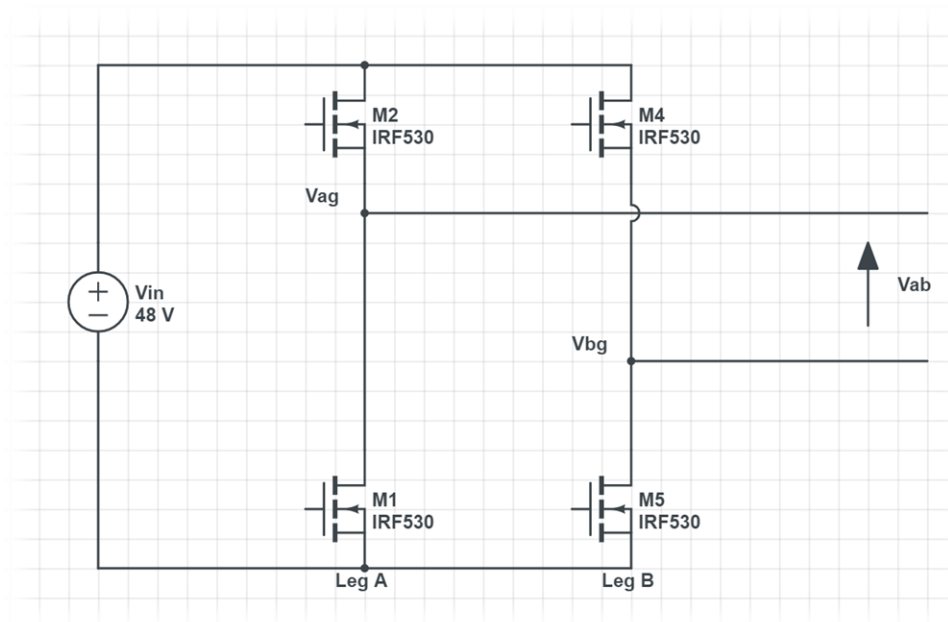 M2
IRF530
M4
IRF530
Vag
Vin
48 V
Vab
Vbg
M1
IRF530
M5
IRF530
Leg A
Leg B